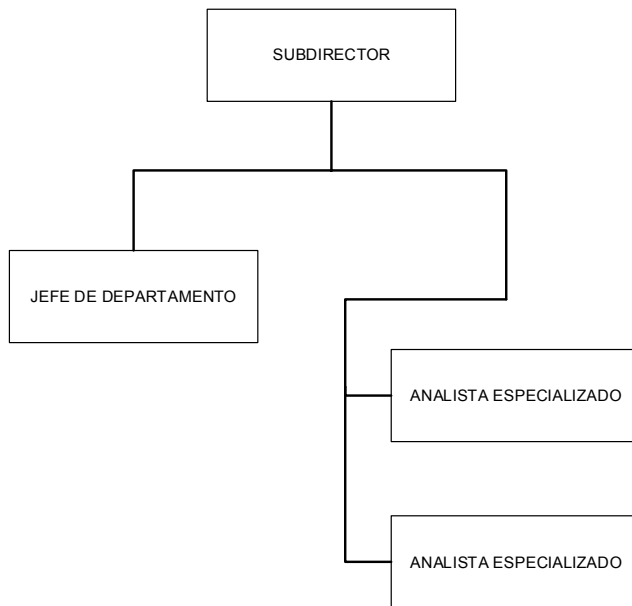 SUBDIRECTOR
JEFE DE DEPARTAMENTO
ANALISTA ESPECIALIZADO
ANALISTA ESPECIALIZADO